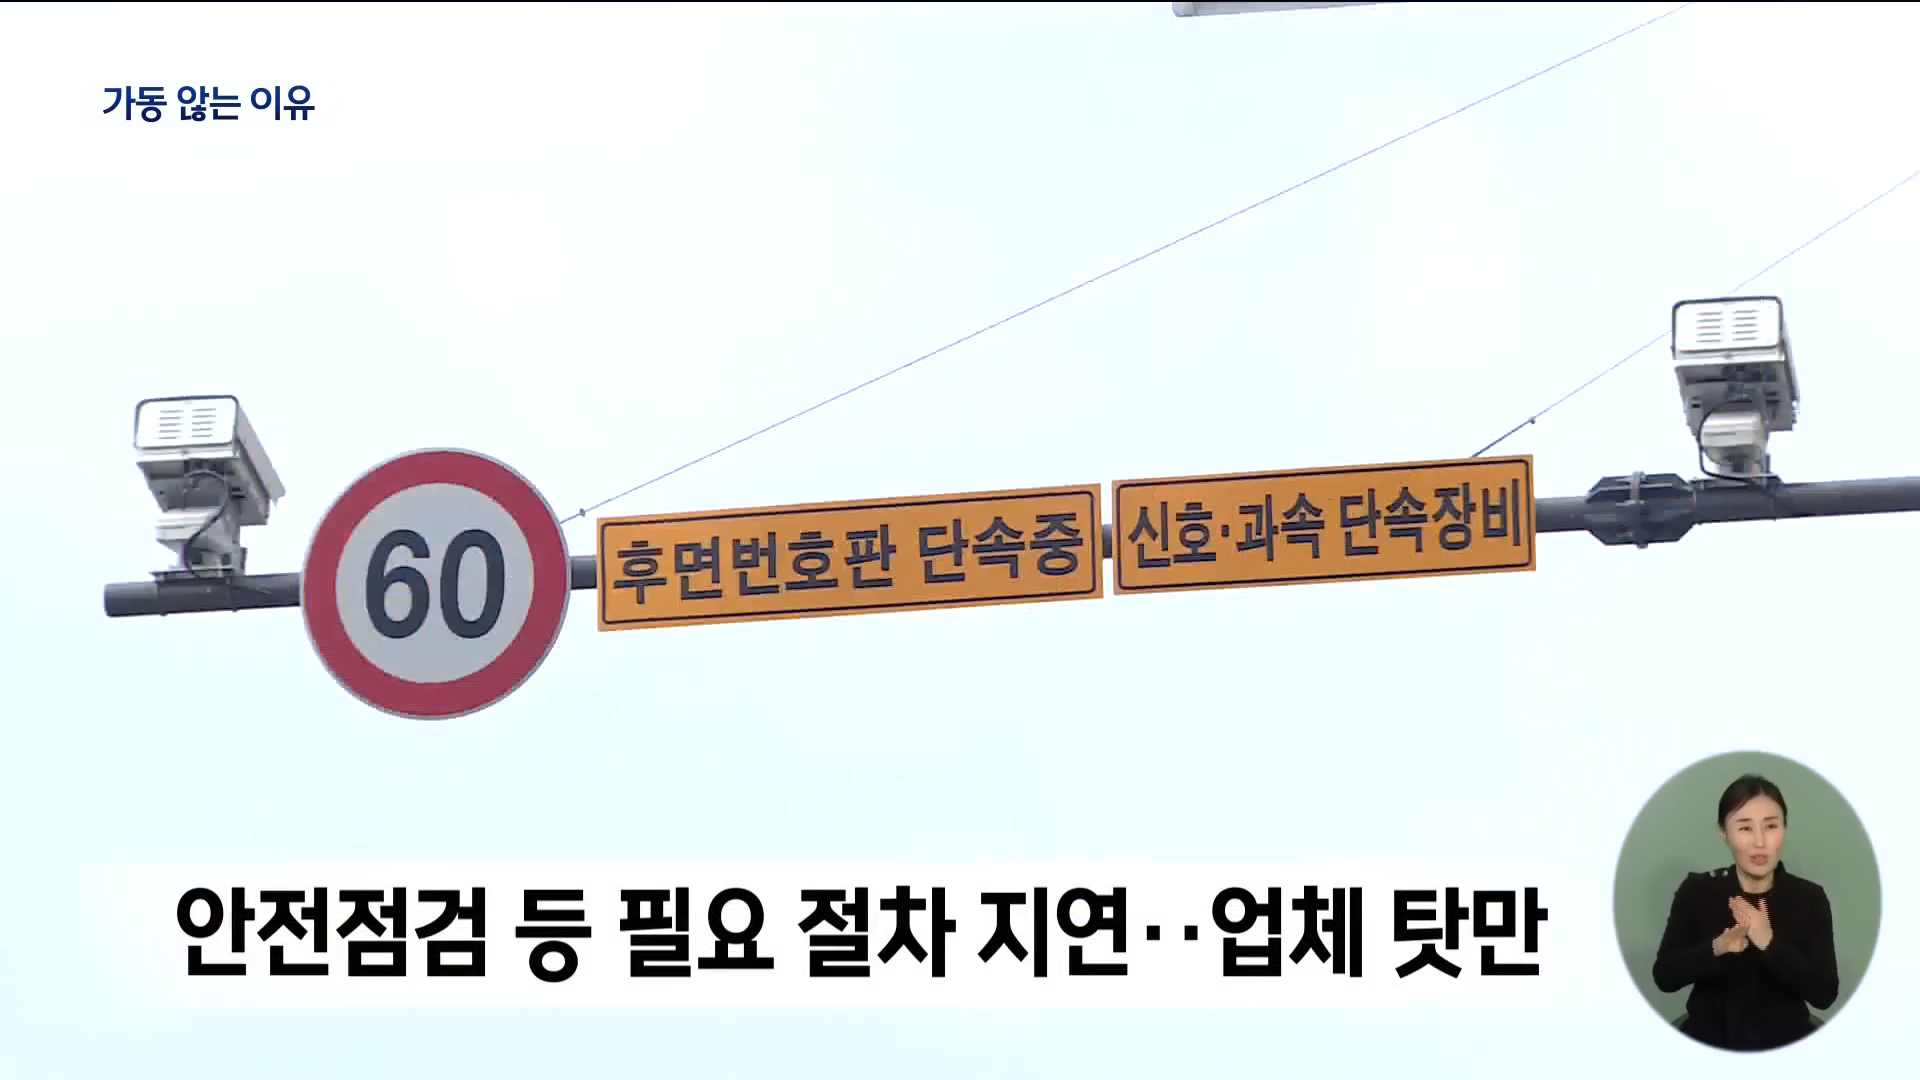 가동 않는 이유
60
후면번호판 단속중
신호·과속 단속장비
안전점검 등 필요 절차 지연‥업체 탓만